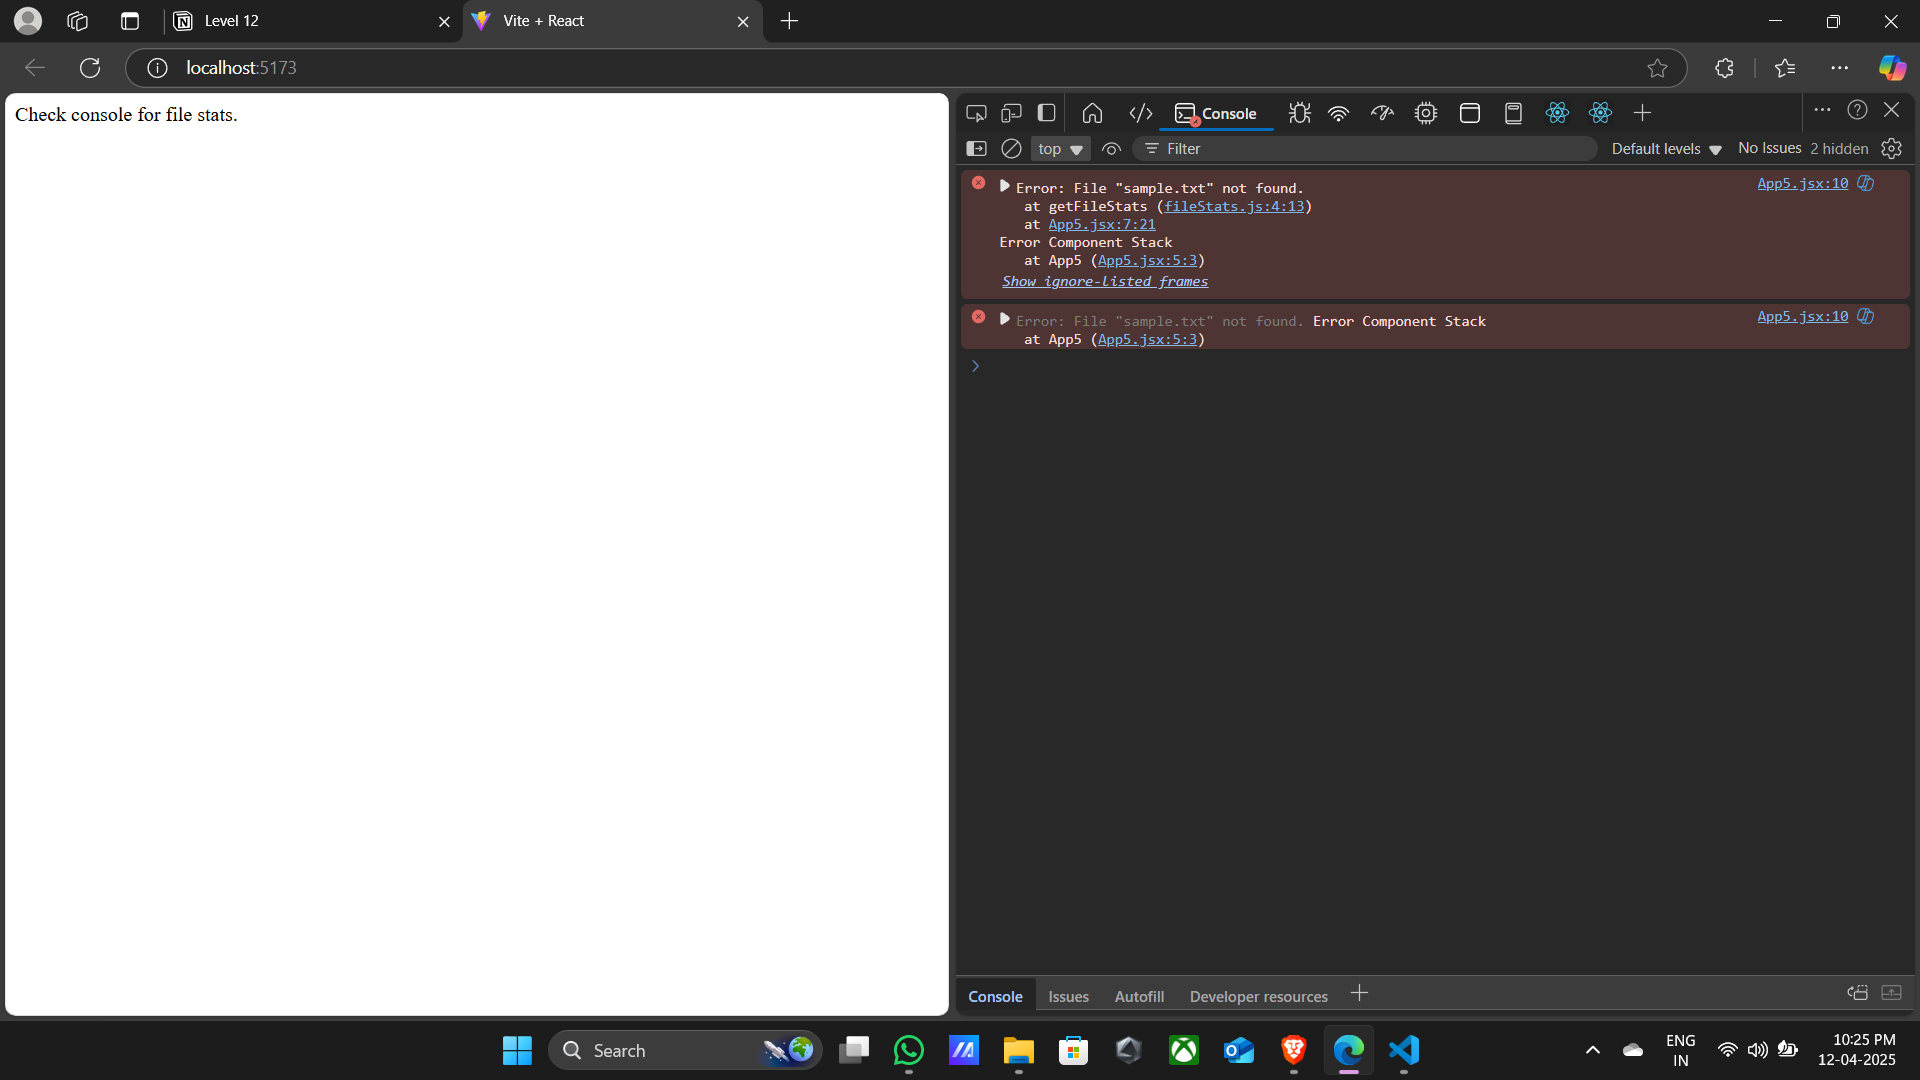 Level 12
Vite + React
localhost:5173
Check console for file stats.
Console
top
Filter
Default levels
No Issues
2 hidden
Error: File "sample.txt" not found.
App5.jsx:10
at getFileStats (fileStats.js:4:13)
at App5.jsx:7:21
Error Component Stack
at App5 (App5.jsx:5:3)
Show ignore-listed frames
Error: File "sample.txt" not found. Error Component Stack
App5.jsx:10
at App5 (App5.jsx:5:3)
Console
Issues
Autofill
Developer resources
Search
ENG
IN
10:25 PM
12-04-2025